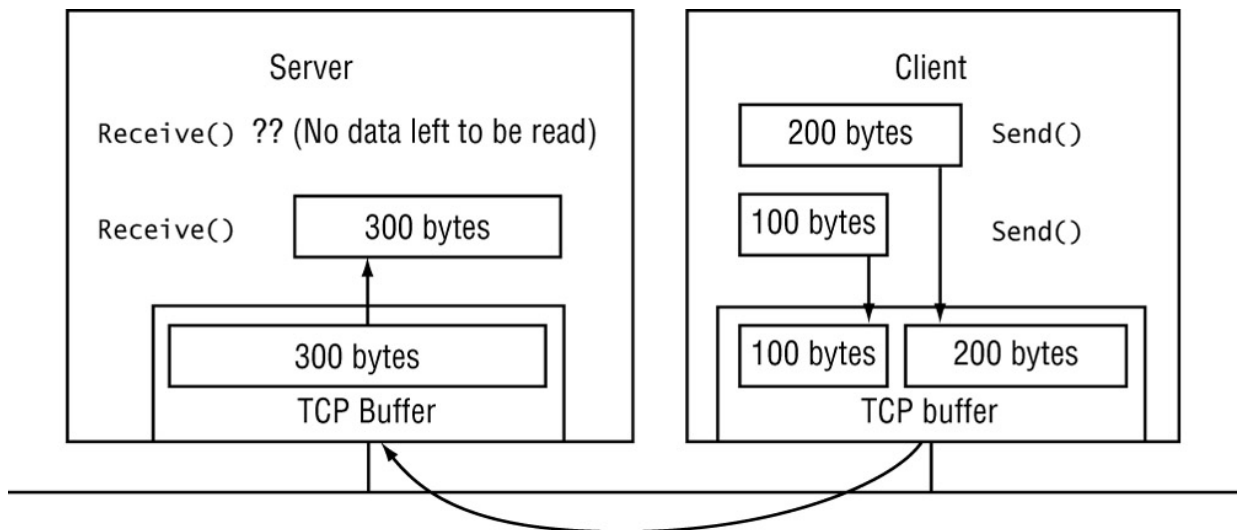 Server
Receive() ?? (No data left to be read)
Receive() 300 bytes
300 bytes
TCP Buffer
Client
200 bytes Send()
100 bytes Send()
100 bytes 200 bytes
TCP buffer